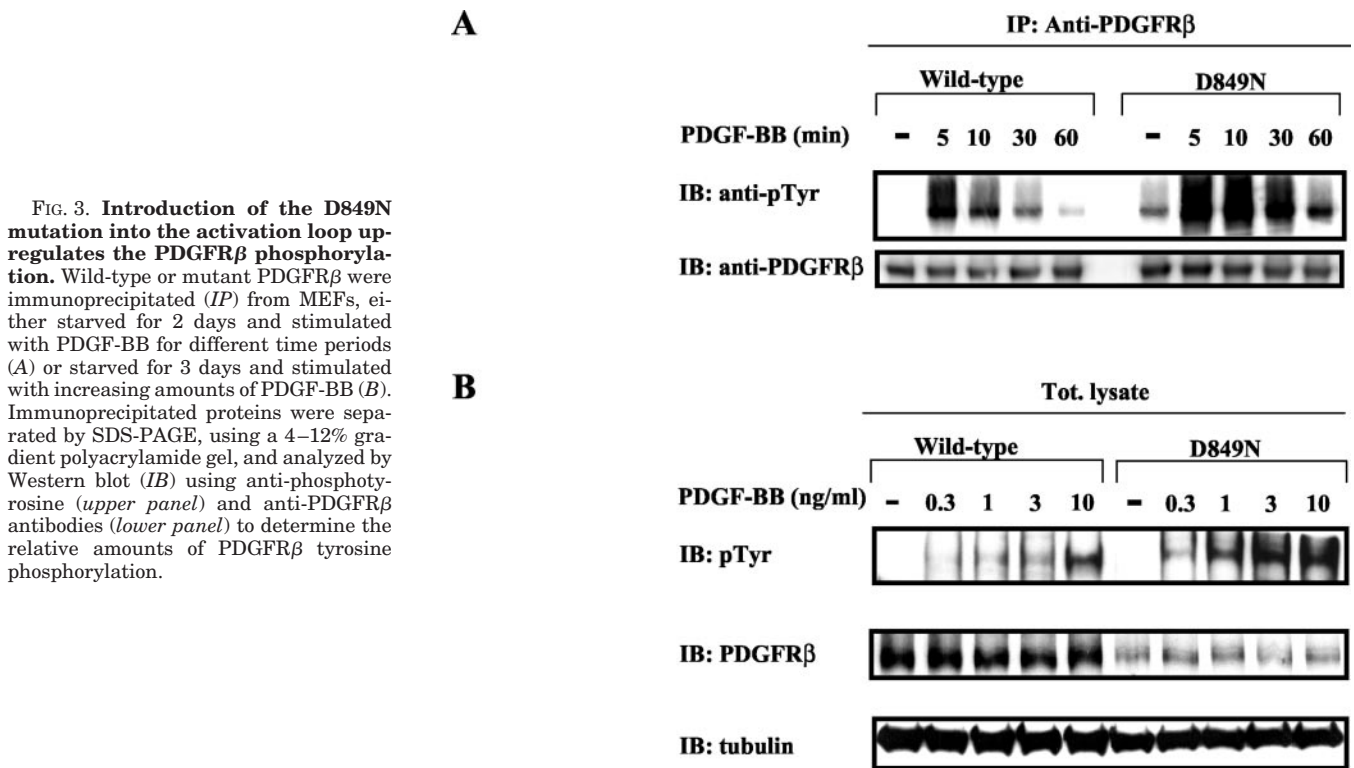 FIG. 3. Introduction of the D849N
mutation into the activation loop up-
regulates the PDGFRβ phosphoryla-
tion. Wild-type or mutant PDGFRβ were
immunoprecipitated (IP) from MEFs, ei-
ther starved for 2 days and stimulated
with PDGF-BB for different time periods
(A) or starved for 3 days and stimulated
with increasing amounts of PDGF-BB (B).
Immunoprecipitated proteins were sepa-
rated by SDS-PAGE, using a 4–12% gra-
dient polyacrylamide gel, and analyzed by
Western blot (IB) using anti-phosphoty-
rosine (upper panel) and anti-PDGFRβ
antibodies (lower panel) to determine the
relative amounts of PDGFRβ tyrosine
phosphorylation.
A
IP: Anti-PDGFRβ
Wild-type D849N
PDGF-BB (min) - 5 10 30 60 - 5 10 30 60
IB: anti-pTyr
IB: anti-PDGFRβ
B
Tot. lysate
Wild-type D849N
PDGF-BB (ng/ml) - 0.3 1 3 10 - 0.3 1 3 10
IB: pTyr
IB: PDGFRβ
IB: tubulin